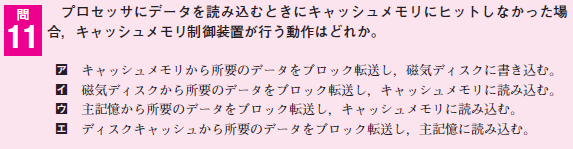 問
11
プロセッサにデータを読み込むときにキャッシュメモリにヒットしなかった場
合，キャッシュメモリ制御装置が行う動作はどれか。
ア キャッシュメモリから所要のデータをブロック転送し，磁気ディスクに書き込む。
イ 磁気ディスクから所要のデータをブロック転送し，キャッシュメモリに読み込む。
ウ 主記憶から所要のデータをブロック転送し，キャッシュメモリに読み込む。
エ ディスクキャッシュから所要のデータをブロック転送し，主記憶に読み込む。